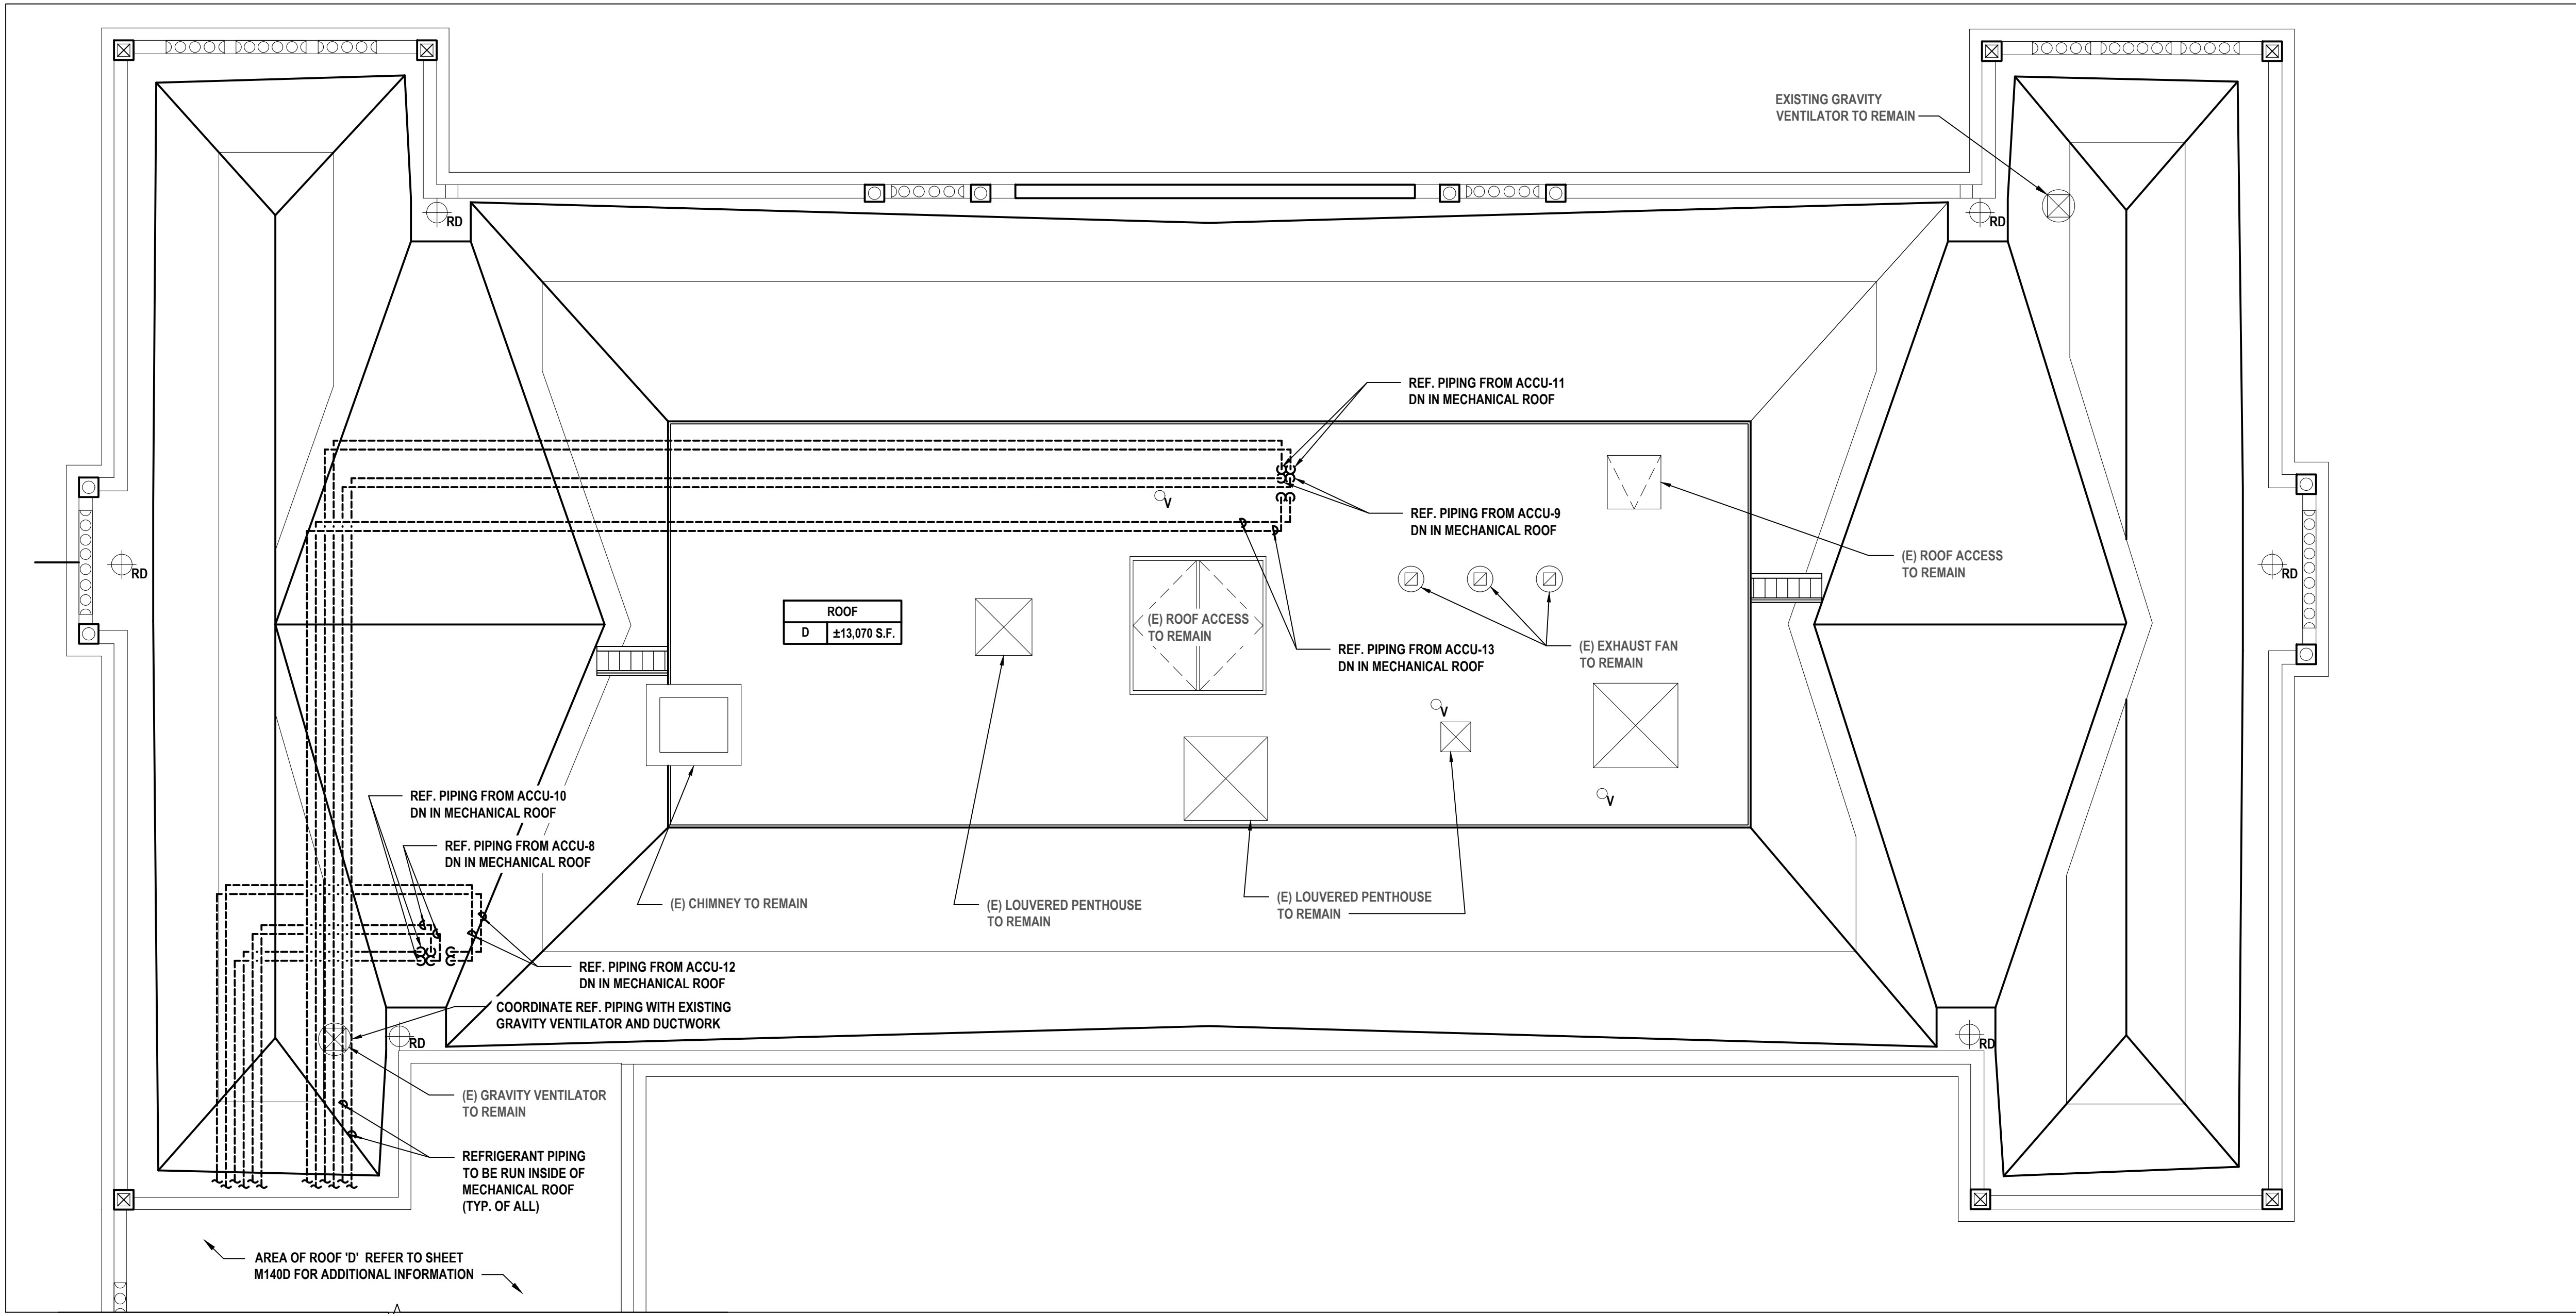 EXISTING GRAVITY
VENTILATOR TO REMAIN
RD
RD
REF. PIPING FROM ACCU-11
DN IN MECHANICAL ROOF
V
REF. PIPING FROM ACCU-9
DN IN MECHANICAL ROOF
(E) ROOF ACCESS
TO REMAIN
RD
RD
ROOF
D ±13,070 S.F.
(E) ROOF ACCESS
TO REMAIN
REF. PIPING FROM ACCU-13
DN IN MECHANICAL ROOF
(E) EXHAUST FAN
TO REMAIN
V
V
REF. PIPING FROM ACCU-10
DN IN MECHANICAL ROOF
REF. PIPING FROM ACCU-8
DN IN MECHANICAL ROOF
(E) CHIMNEY TO REMAIN
(E) LOUVERED PENTHOUSE
TO REMAIN
(E) LOUVERED PENTHOUSE
TO REMAIN
REF. PIPING FROM ACCU-12
DN IN MECHANICAL ROOF
COORDINATE REF. PIPING WITH EXISTING
GRAVITY VENTILATOR AND DUCTWORK
RD
RD
(E) GRAVITY VENTILATOR
TO REMAIN
REFRIGERANT PIPING
TO BE RUN INSIDE OF
MECHANICAL ROOF
(TYP. OF ALL)
AREA OF ROOF 'D' REFER TO SHEET
M140D FOR ADDITIONAL INFORMATION